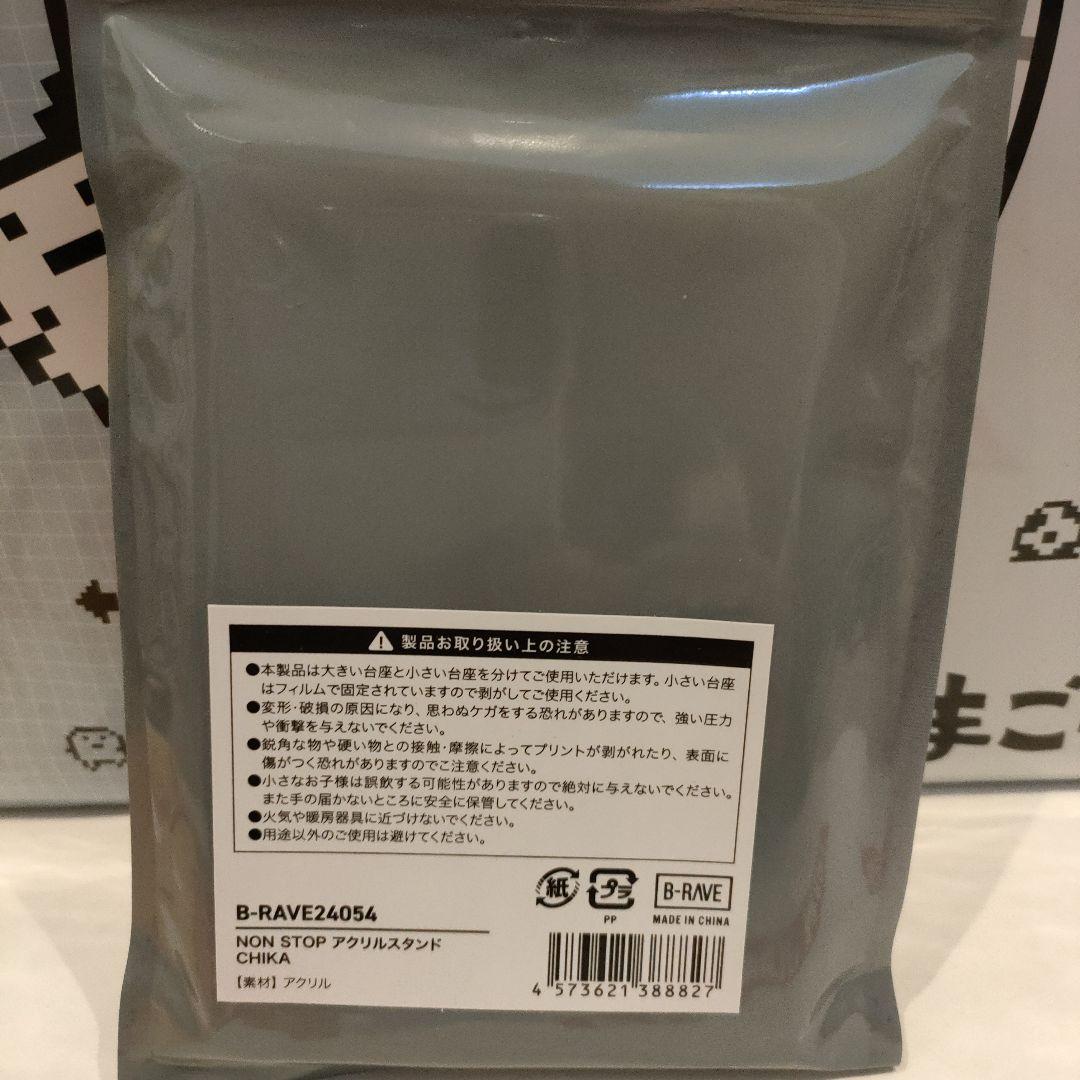 製品お取り扱い上の注意
●本製品は大きい台座と小さい台座を分けてご使用いただけます。小さい台座
はフィルムで固定されていますので剥がしてご使用ください。
●変形・破損の原因になり、思わぬケガをする恐れがありますので、強い圧力
や衝撃を与えないでください。
●鋭角な物や硬い物との接触・摩擦によってプリントが剥がれたり、表面に
傷がつく恐れがありますのでご注意ください。
●小さなお子様は誤飲する可能性がありますので絶対に与えないでください。
また手の届かないところに安全に保管してください。
●火気や暖房器具に近づけないでください。
●用途以外のご使用は避けてください。
紙 プラ B-RAVE
PP MADE IN CHINA
B-RAVE24054
NON STOP アクリルスタンド
CHIKA
【素材】アクリル
4 573621 388827
まご